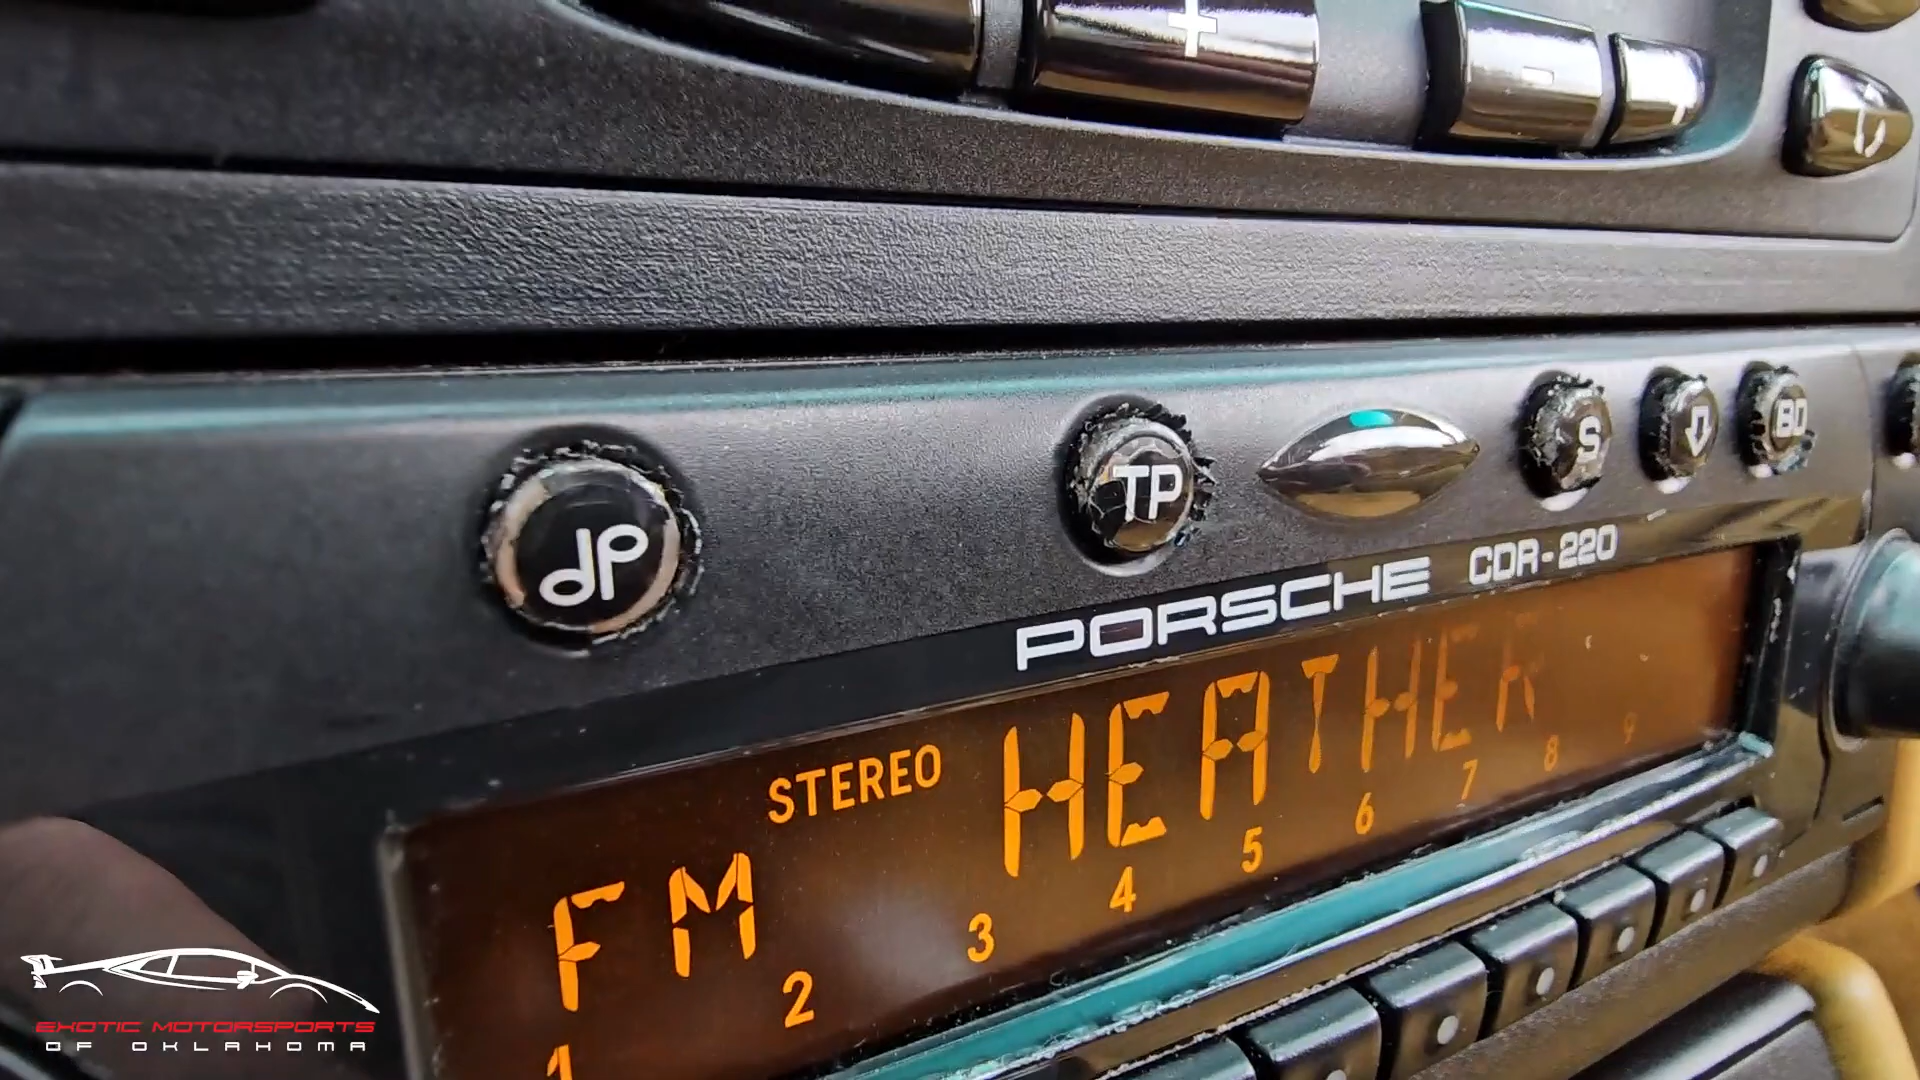 +
-
TP
S
BD
PORSCHE CDR-220
STEREO HEATHER
FM
1 2 3 4 5 6 7 8 9
EXOTIC MOTORSPORTS
OF OKLAHOMA